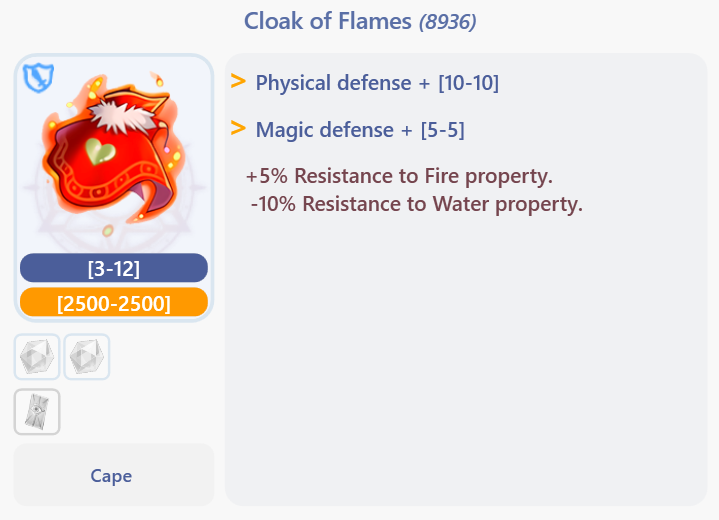 Cloak of Flames (8936)
> Physical defense + [10-10]
> Magic defense + [5-5]
+5% Resistance to Fire property.
-10% Resistance to Water property.
[3-12]
[2500-2500]
Cape